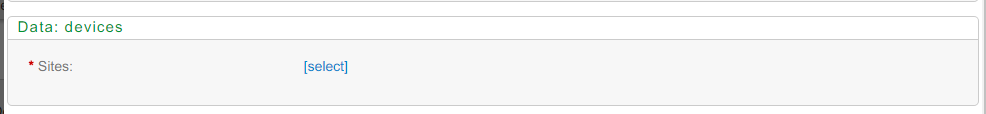 Data: devices
* Sites: [select]